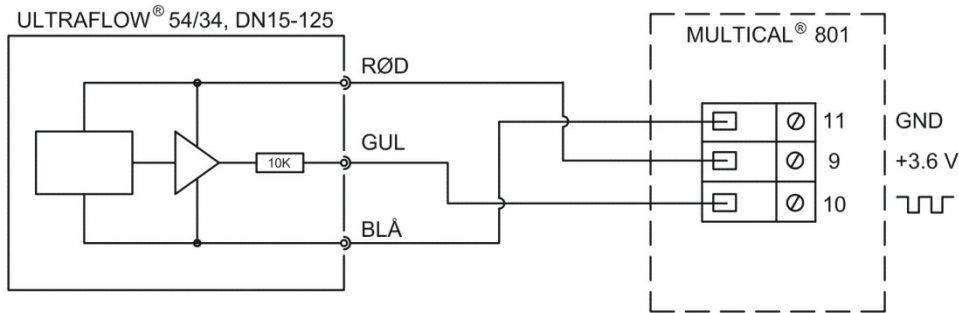 ULTRAFLOW® 54/34, DN15-125
MULTICAL® 801
RØD
11 GND
GUL
9 +3.6 V
10K
10
BLÅ